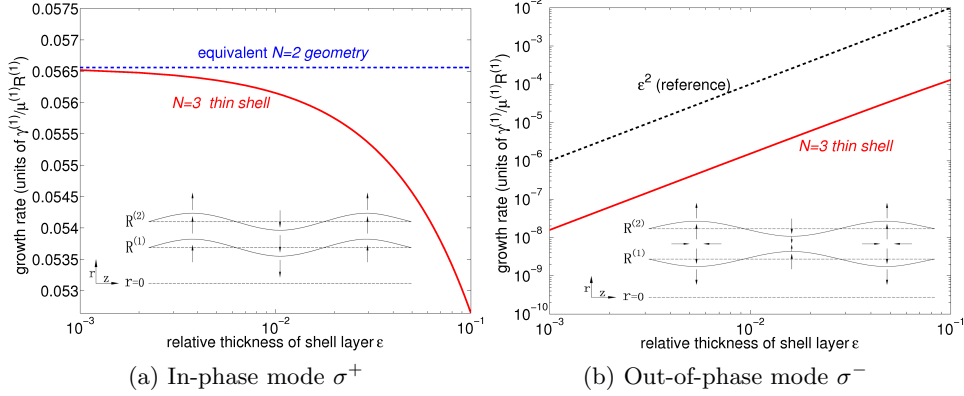 growth rate (units of γ^(1)/μ^(1)R^(1))
0.0575
0.057
0.0565
0.056
0.0555
0.055
0.0545
0.054
0.0535
0.053
equivalent N=2 geometry
N=3 thin shell
R^(2)
R^(1)
r
z
r=0
10^-3
10^-2
10^-1
relative thickness of shell layer ε
(a) In-phase mode σ^+
growth rate (units of γ^(1)/μ^(1)R^(1))
10^-2
10^-3
10^-4
10^-5
10^-6
10^-7
10^-8
10^-9
10^-10
ε^2 (reference)
N=3 thin shell
R^(2)
R^(1)
r
z
r=0
10^-3
10^-2
10^-1
relative thickness of shell layer ε
(b) Out-of-phase mode σ^−